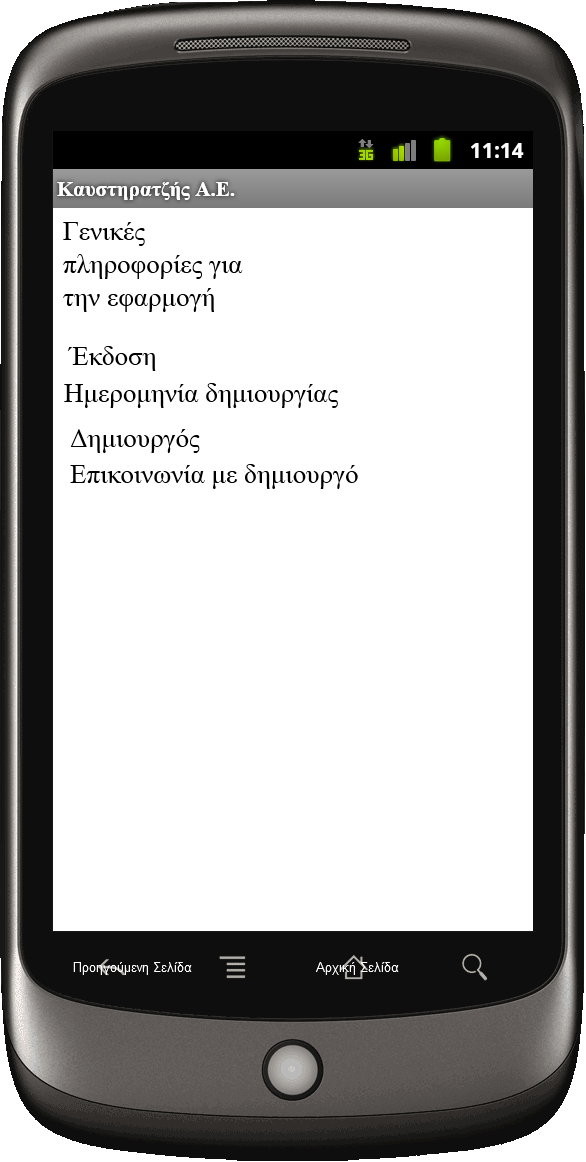 3G 11:14
Καυστηρατζής Α.Ε.
Γενικές
πληροφορίες για
την εφαρμογή
Έκδοση
Ημερομηνία δημιουργίας
Δημιουργός
Επικοινωνία με δημιουργό
Προηγούμενη Σελίδα Αρχική Σελίδα